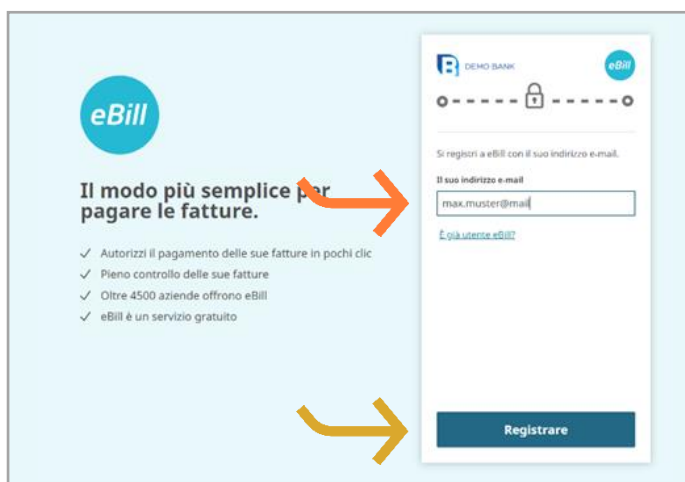 eBill
Il modo più semplice per
pagare le fatture.
Autorizzi il pagamento delle sue fatture in pochi clic
Pieno controllo delle sue fatture
Oltre 4500 aziende offrono eBill
eBill è un servizio gratuito
DEMO BANK
eBill
Si registri a eBill con il suo indirizzo e-mail.
Il suo indirizzo e-mail
max.muster@mail
È già utente eBill?
Registrare